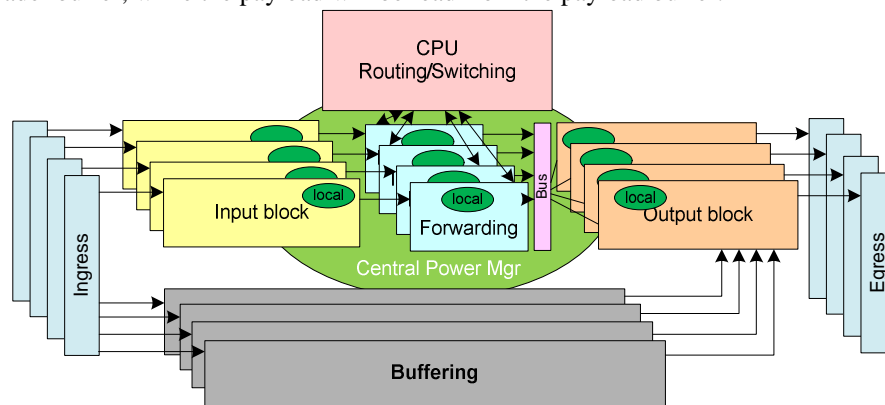 CPU
Routing/Switching
local
local
local
Input block
Forwarding
Bus
Output block
Central Power Mgr
Ingress
Egress
Buffering